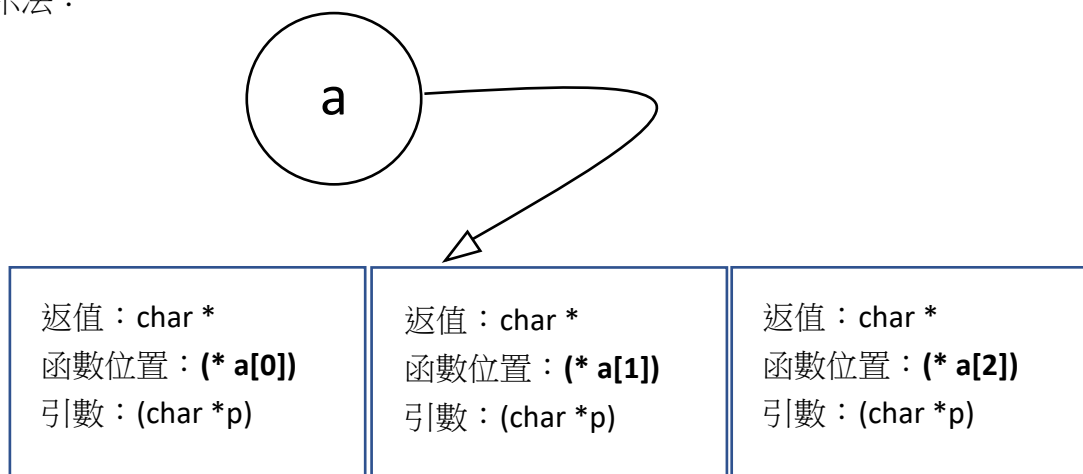 a
返值：char *
函數位置：(* a[0])
引數：(char *p)
返值：char *
函數位置：(* a[1])
引數：(char *p)
返值：char *
函數位置：(* a[2])
引數：(char *p)